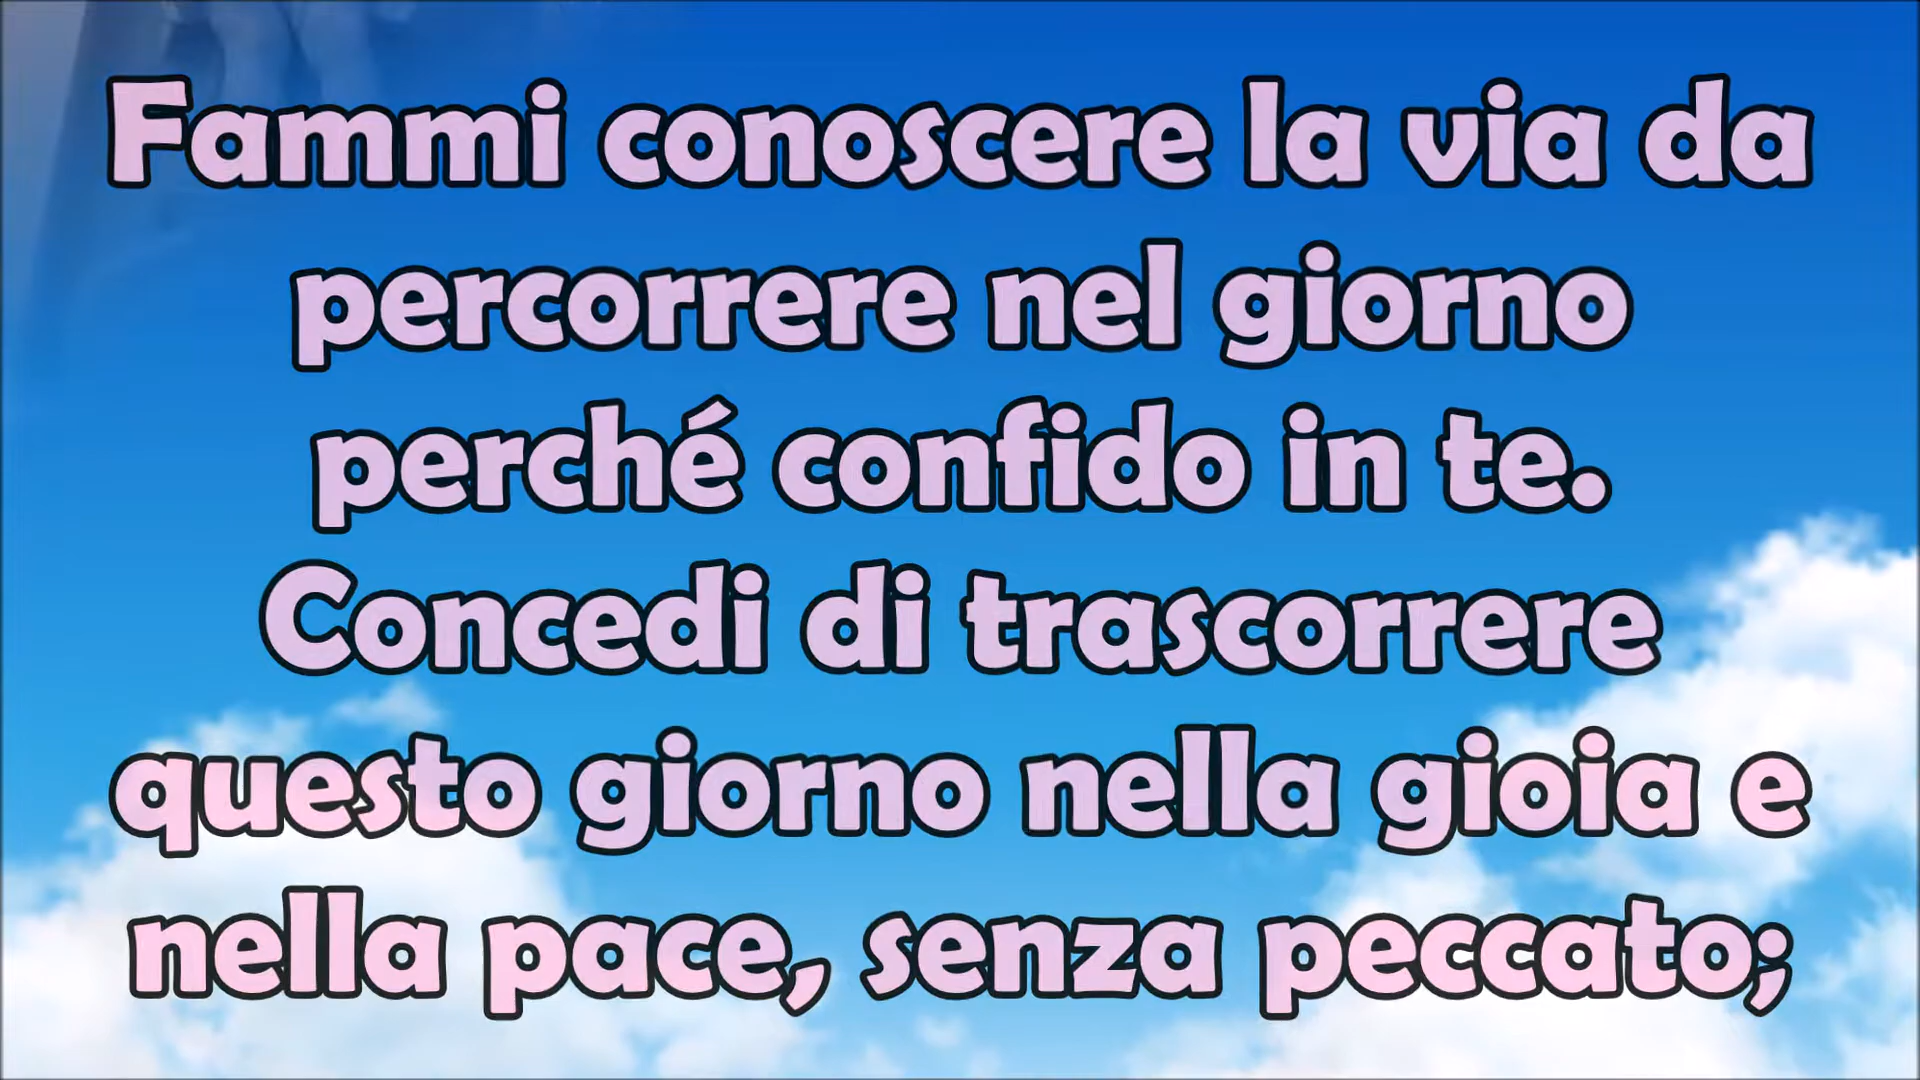 Fammi conoscere la via da
percorrere nel giorno
perché confido in te.
Concedi di trascorrere
questo giorno nella gioia e
nella pace, senza peccato;